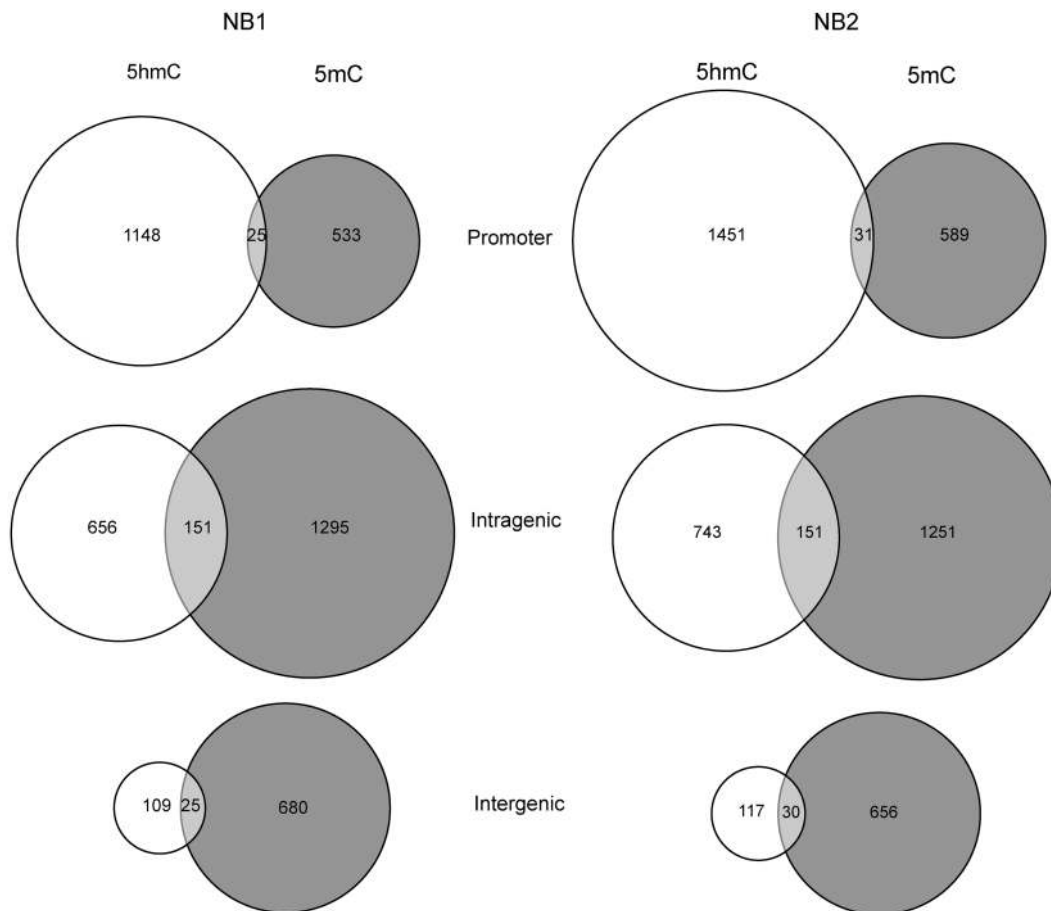 NB1 NB2
5hmC 5mC 5hmC 5mC
1148 25 533 Promoter 1451 31 589
656 151 1295 Intragenic 743 151 1251
109 25 680 Intergenic 117 30 656